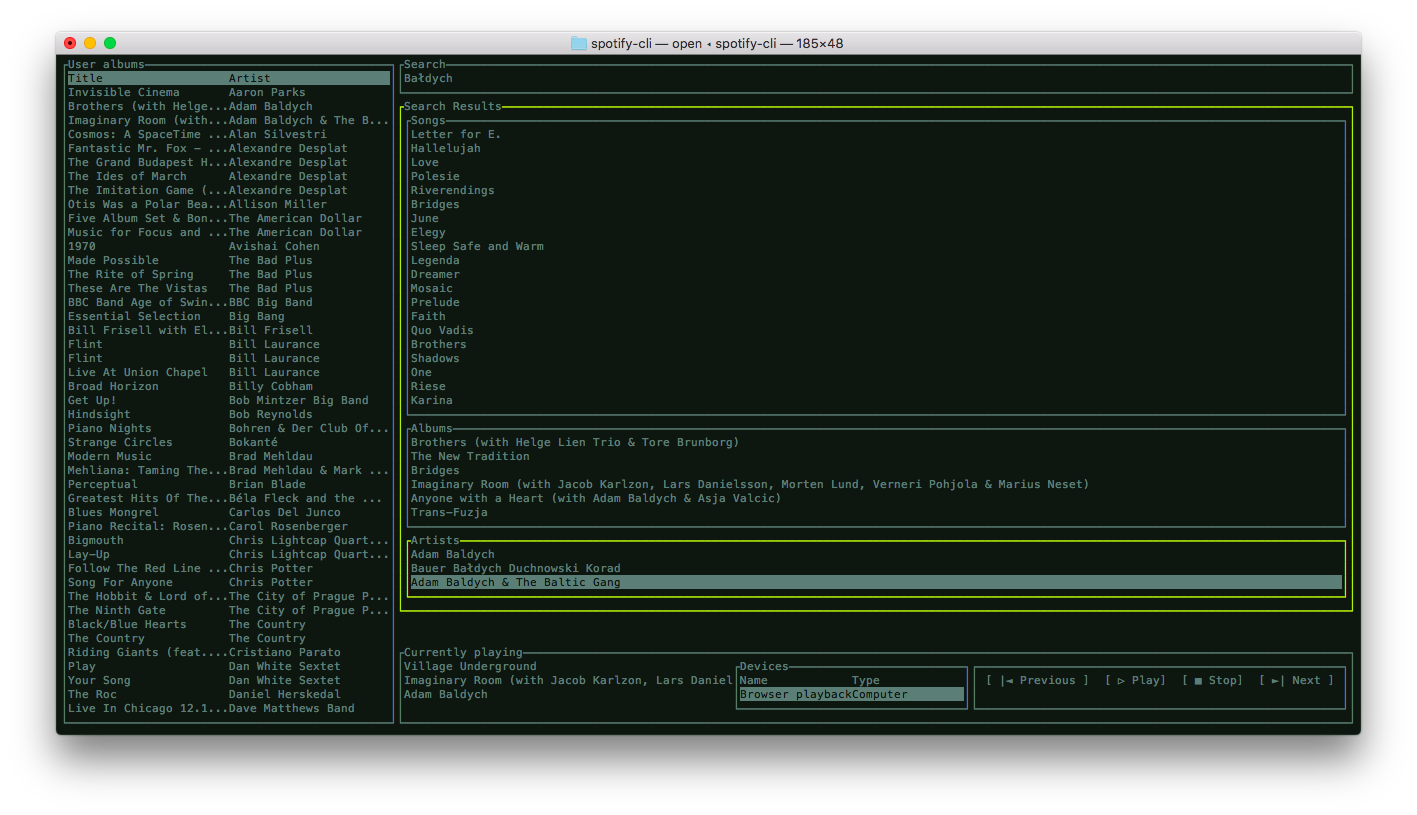 spotify-cli — open ◂ spotify-cli — 185×48
User albums
Title Artist
Invisible Cinema Aaron Parks
Brothers (with Helge...Adam Baldych
Imaginary Room (with...Adam Baldych & The B...
Cosmos: A SpaceTime ...Alan Silvestri
Fantastic Mr. Fox – ...Alexandre Desplat
The Grand Budapest H...Alexandre Desplat
The Ides of March Alexandre Desplat
The Imitation Game (...Alexandre Desplat
Otis Was a Polar Bea...Allison Miller
Five Album Set & Bon...The American Dollar
Music for Focus and ...The American Dollar
1970 Avishai Cohen
Made Possible The Bad Plus
The Rite of Spring The Bad Plus
These Are The Vistas The Bad Plus
BBC Band Age of Swin...BBC Big Band
Essential Selection Big Bang
Bill Frisell with El...Bill Frisell
Flint Bill Laurance
Flint Bill Laurance
Live At Union Chapel Bill Laurance
Broad Horizon Billy Cobham
Get Up! Bob Mintzer Big Band
Hindsight Bob Reynolds
Piano Nights Bohren & Der Club Of...
Strange Circles Bokanté
Modern Music Brad Mehldau
Mehliana: Taming The...Brad Mehldau & Mark ...
Perceptual Brian Blade
Greatest Hits Of The...Béla Fleck and the ...
Blues Mongrel Carlos Del Junco
Piano Recital: Rosen...Carol Rosenberger
Bigmouth Chris Lightcap Quart...
Lay-Up Chris Lightcap Quart...
Follow The Red Line ...Chris Potter
Song For Anyone Chris Potter
The Hobbit & Lord of...The City of Prague P...
The Ninth Gate The City of Prague P...
Black/Blue Hearts The Country
The Country The Country
Riding Giants (feat....Cristiano Parato
Play Dan White Sextet
Your Song Dan White Sextet
The Roc Daniel Herskedal
Live In Chicago 12.1...Dave Matthews Band
Search
Bałdych
Search Results
Songs
Letter for E.
Hallelujah
Love
Polesie
Riverendings
Bridges
June
Elegy
Sleep Safe and Warm
Legenda
Dreamer
Mosaic
Prelude
Faith
Quo Vadis
Brothers
Shadows
One
Riese
Karina
Albums
Brothers (with Helge Lien Trio & Tore Brunborg)
The New Tradition
Bridges
Imaginary Room (with Jacob Karlzon, Lars Danielsson, Morten Lund, Verneri Pohjola & Marius Neset)
Anyone with a Heart (with Adam Baldych & Asja Valcic)
Trans-Fuzja
Artists
Adam Baldych
Bauer Bałdych Duchnowski Korad
Adam Baldych & The Baltic Gang
Currently playing
Village Underground
Imaginary Room (with Jacob Karlzon, Lars Daniel
Adam Baldych
Devices
Name Type
Browser playbackComputer
[ |◄ Previous ] [ ▷ Play] [ ■ Stop] [ ►| Next ]